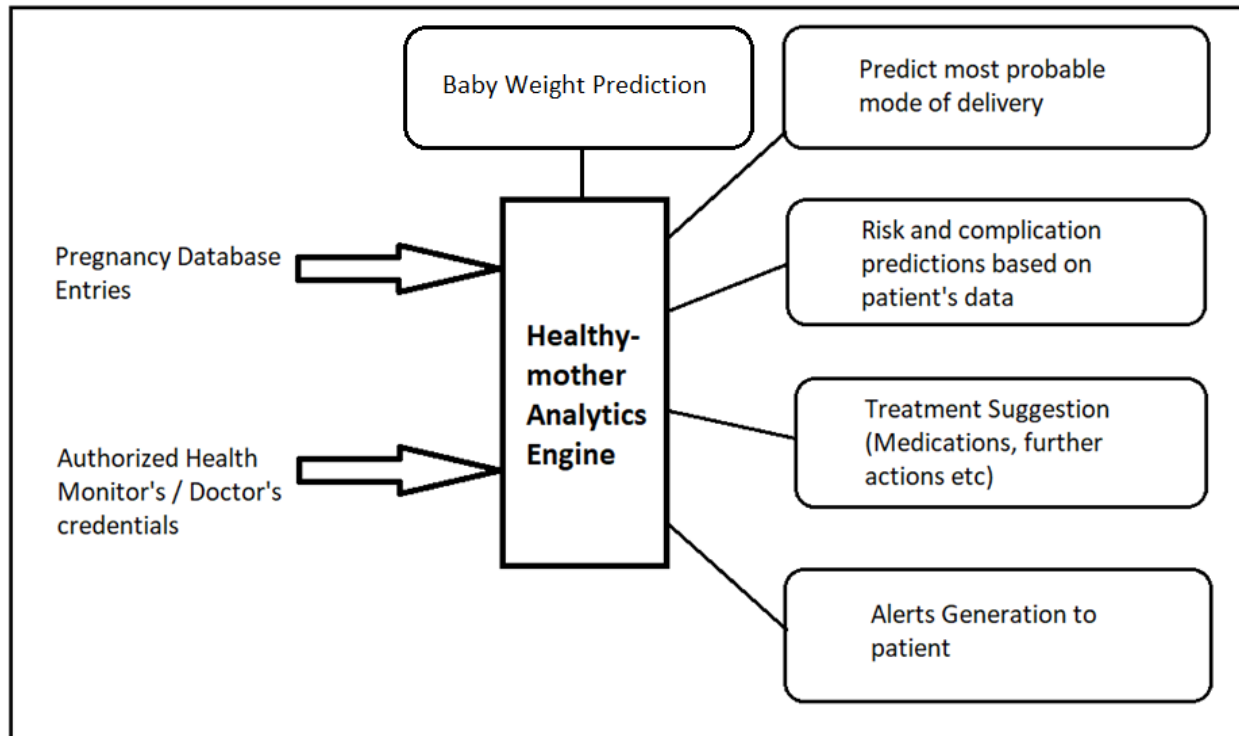 Baby Weight Prediction
Predict most probable
mode of delivery
Pregnancy Database
Entries
Risk and complication
predictions based on
patient's data
Healthy-
mother
Analytics
Engine
Authorized Health
Monitor's / Doctor's
credentials
Treatment Suggestion
(Medications, further
actions etc)
Alerts Generation to
patient